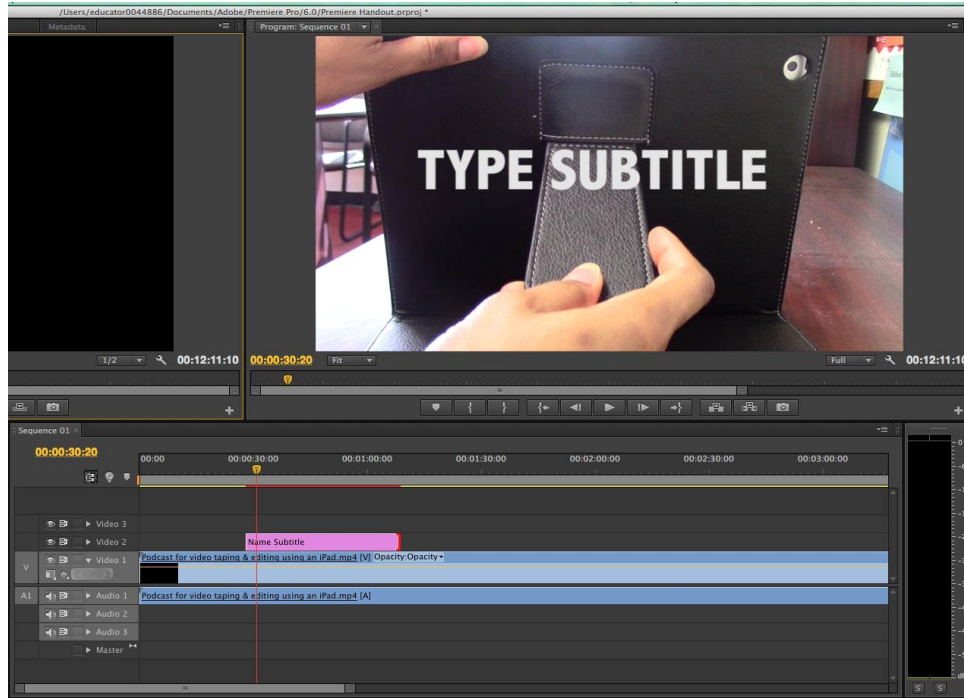 /Users/educator0044886/Documents/Adobe/Premiere Pro/6.0/Premiere Handout.prproj *
Metadata
Program: Sequence 01
TYPE SUBTITLE
1/2 00:12:11:10
00:00:30:20 Fit Full 00:12:11:10
Sequence 01
00:00:30:20
00:00 00:00:30:00 00:01:00:00 00:01:30:00 00:02:00:00 00:02:30:00 00:03:00:00
Video 3
Video 2 Name Subtitle
V Video 1 Podcast for video taping & editing using an iPad.mp4 [V] Opacity:Opacity
A1 Audio 1 Podcast for video taping & editing using an iPad.mp4 [A]
Audio 2
Audio 3
Master
S S